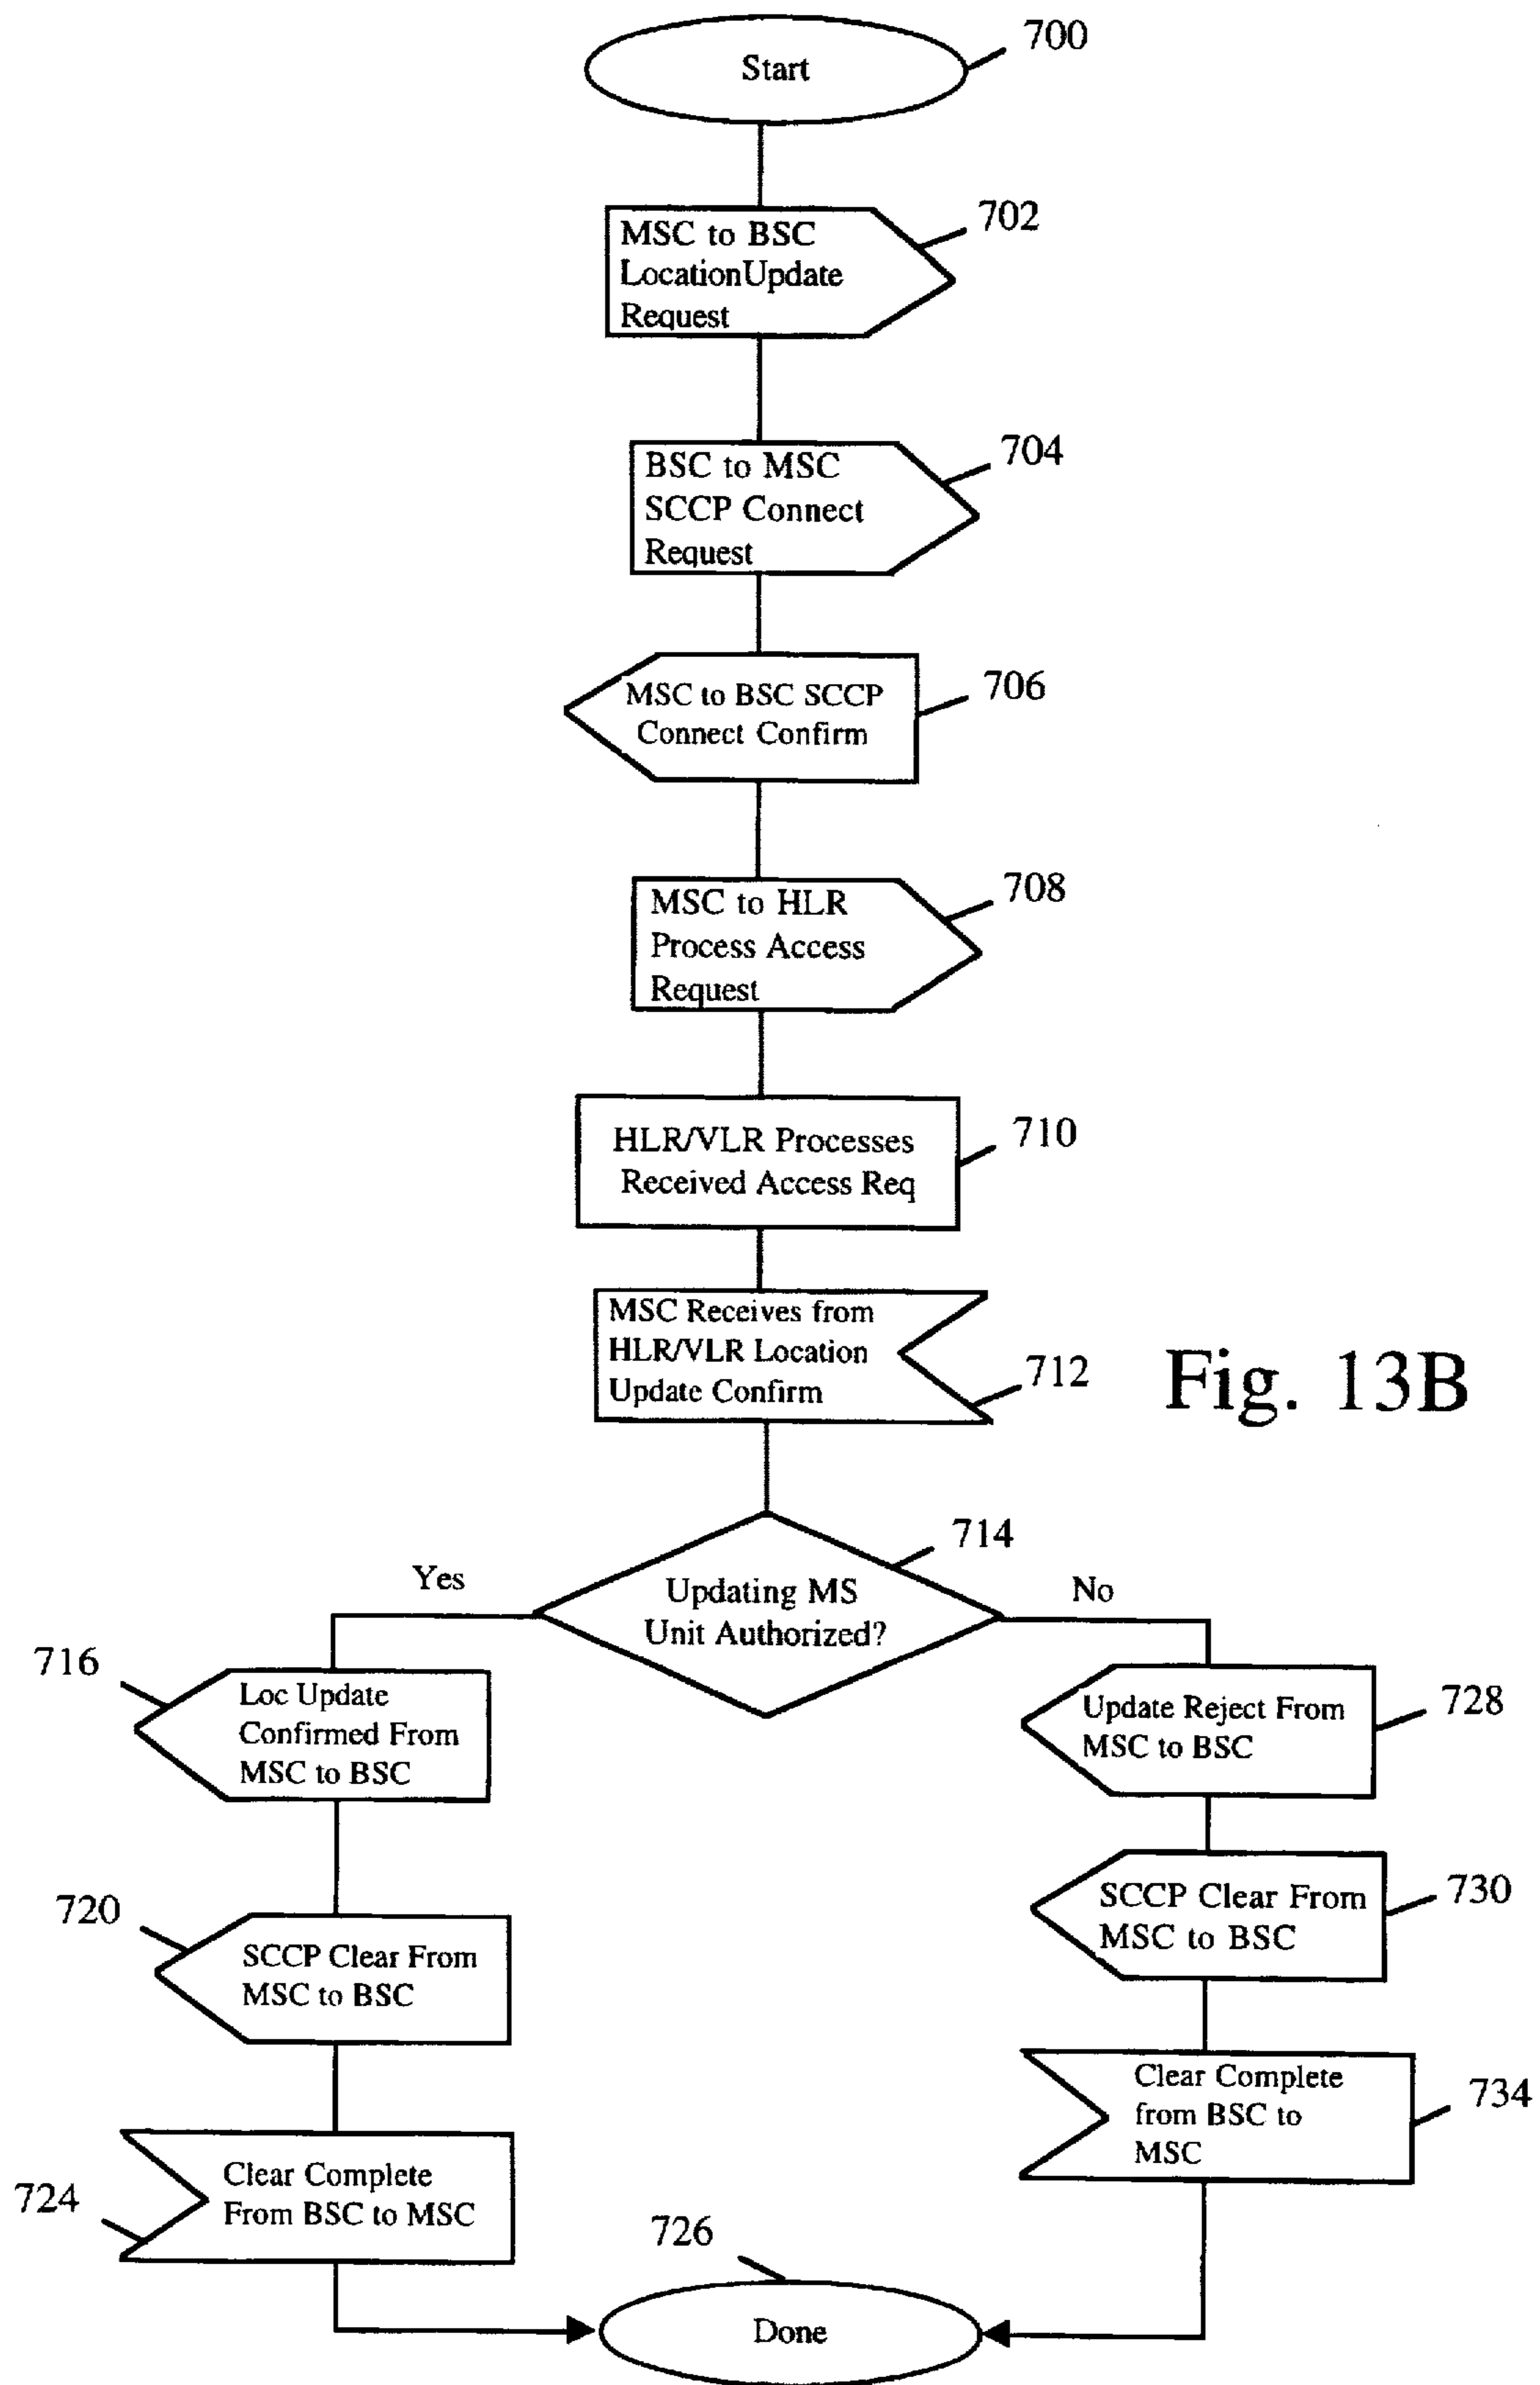 Start
700
MSC to BSC
LocationUpdate
Request
702
BSC to MSC
SCCP Connect
Request
704
MSC to BSC SCCP
Connect Confirm
706
MSC to HLR
Process Access
Request
708
HLR/VLR Processes
Received Access Req
710
MSC Receives from
HLR/VLR Location
Update Confirm
712
Fig. 13B
714
Updating MS
Unit Authorized?
Yes
No
716
Loc Update
Confirmed From
MSC to BSC
Update Reject From
MSC to BSC
728
720
SCCP Clear From
MSC to BSC
SCCP Clear From
MSC to BSC
730
724
Clear Complete
From BSC to MSC
Clear Complete
from BSC to
MSC
734
726
Done